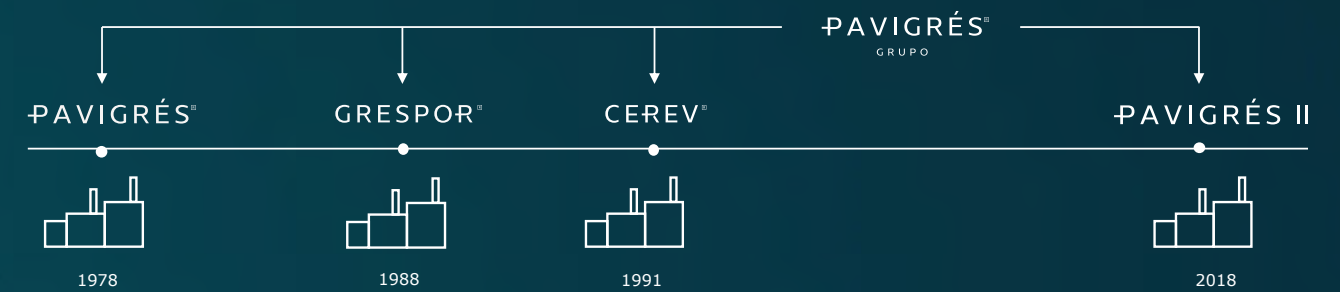 PAVIGRÉS
GRUPO
PAVIGRÉS
GRESPOR
CEREV
PAVIGRÉS II
1978
1988
1991
2018